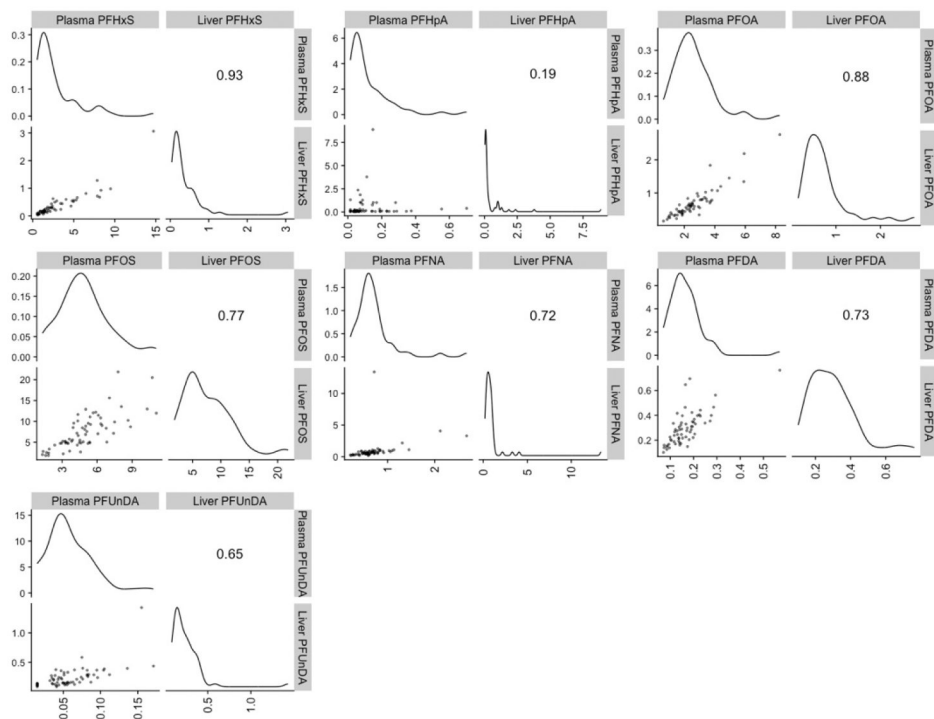 Plasma PFHxS Liver PFHxS
0.3
0.2
0.1
0.0
0.93
Plasma PFHxS
3
2
1
0
Liver PFHxS
0 5 10 15 0 1 2 3
Plasma PFHpA Liver PFHpA
6
4
2
0
0.19
Plasma PFHpA
7.5
5.0
2.5
0.0
Liver PFHpA
0.0 0.2 0.4 0.6 0.0 2.5 5.0 7.5
Plasma PFOA Liver PFOA
0.3
0.2
0.1
0.0
0.88
Plasma PFOA
2
1
Liver PFOA
2 4 6 8 1 2
Plasma PFOS Liver PFOS
0.20
0.15
0.10
0.05
0.00
0.77
Plasma PFOS
20
15
10
5
Liver PFOS
3 6 9 5 10 15 20
Plasma PFNA Liver PFNA
1.5
1.0
0.5
0.0
0.72
Plasma PFNA
10
5
0
Liver PFNA
1 2 0 5 10
Plasma PFDA Liver PFDA
6
4
2
0
0.73
Plasma PFDA
0.6
0.4
0.2
Liver PFDA
0.1 0.2 0.3 0.4 0.5 0.2 0.4 0.6
Plasma PFUnDA Liver PFUnDA
15
10
5
0
0.65
Plasma PFUnDA
1.0
0.5
Liver PFUnDA
0.05 0.10 0.15 0.5 1.0